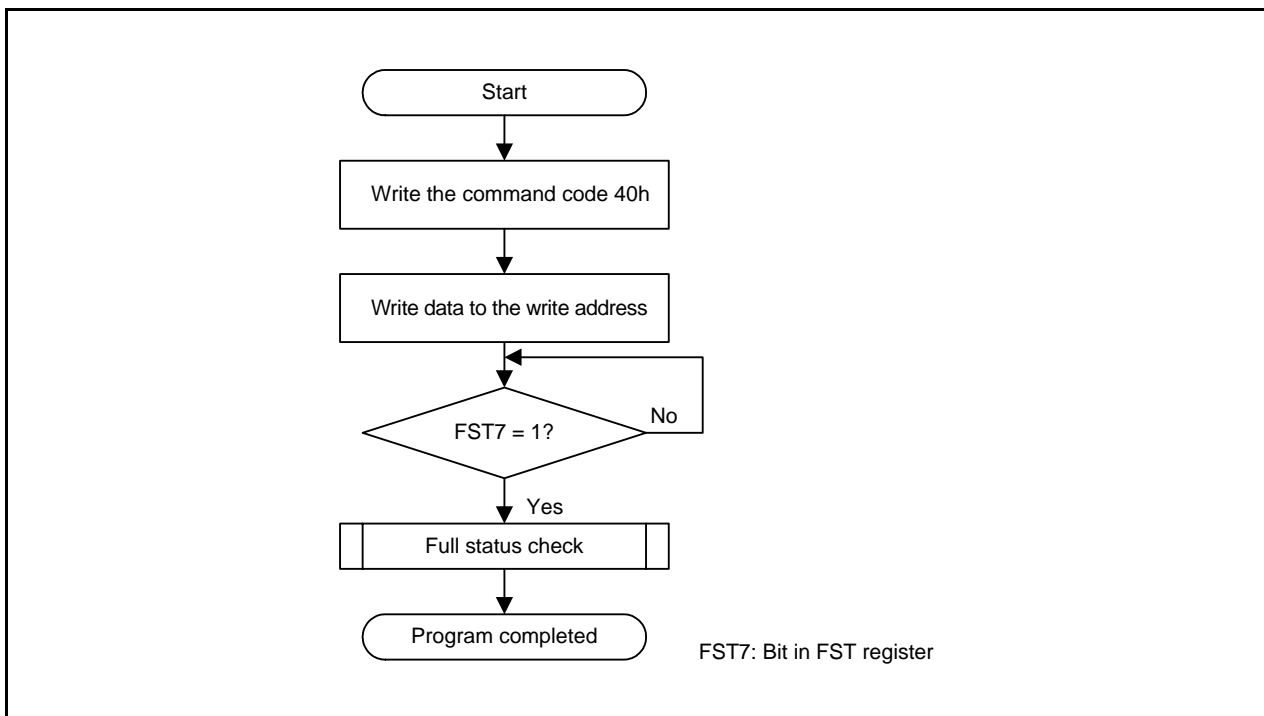 Start
Write the command code 40h
Write data to the write address
FST7 = 1?
No
Yes
Full status check
Program completed
FST7: Bit in FST register